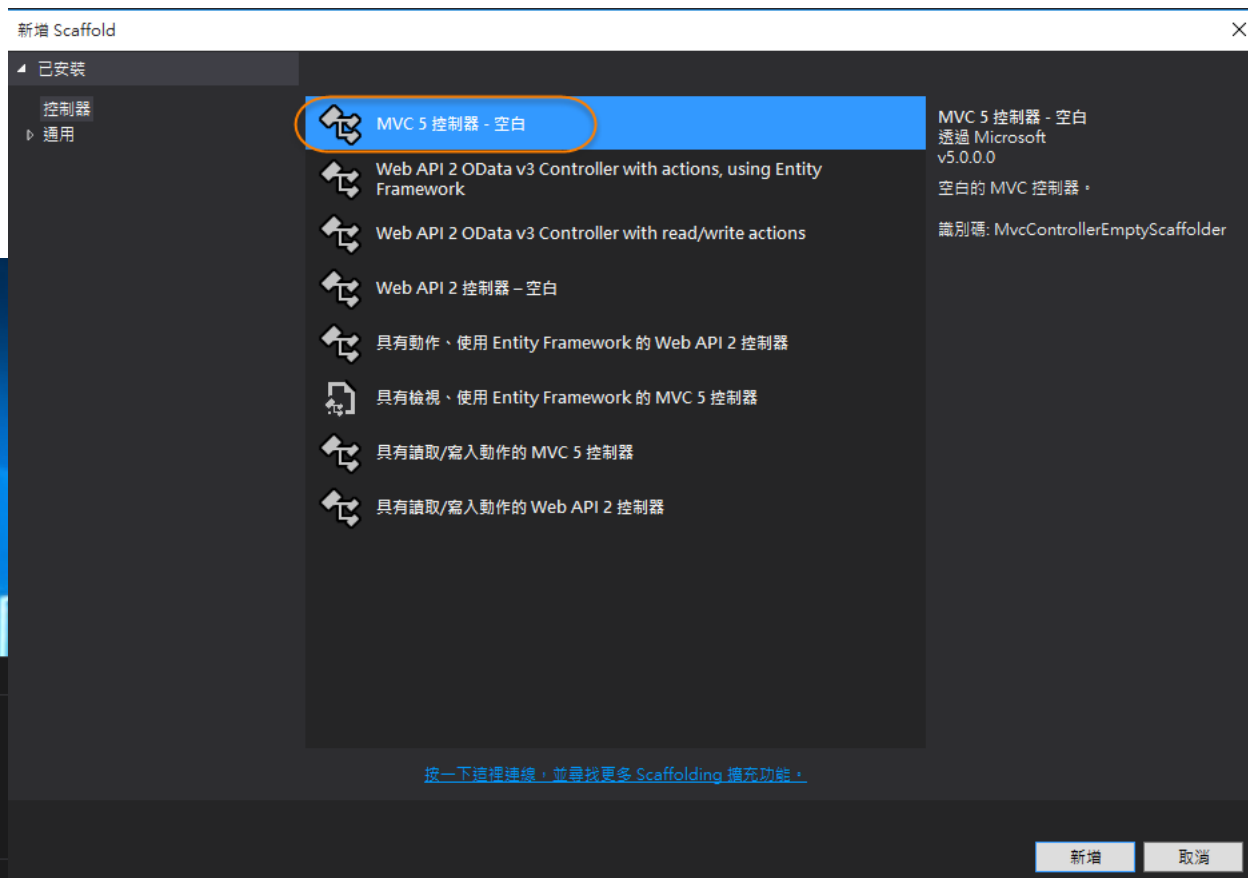 新增 Scaffold
已安裝
控制器
通用
MVC 5 控制器 - 空白
Web API 2 OData v3 Controller with actions, using Entity
Framework
Web API 2 OData v3 Controller with read/write actions
Web API 2 控制器 – 空白
具有動作、使用 Entity Framework 的 Web API 2 控制器
具有檢視、使用 Entity Framework 的 MVC 5 控制器
具有讀取/寫入動作的 MVC 5 控制器
具有讀取/寫入動作的 Web API 2 控制器
按一下這裡連線，並尋找更多 Scaffolding 擴充功能。
MVC 5 控制器 - 空白
透過 Microsoft
v5.0.0.0
空白的 MVC 控制器。
識別碼: MvcControllerEmptyScaffolder
新增
取消